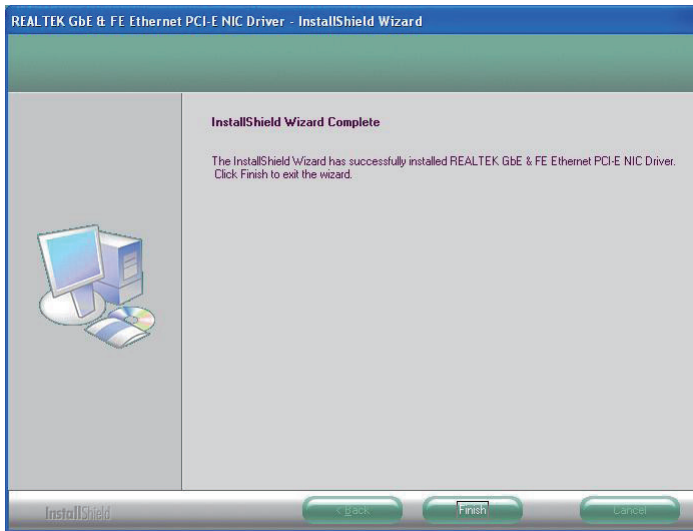 REALTEK GbE & FE Ethernet PCI-E NIC Driver - InstallShield Wizard
InstallShield Wizard Complete
The InstallShield Wizard has successfully installed REALTEK GbE & FE Ethernet PCI-E NIC Driver.
Click Finish to exit the wizard.
InstallShield
< Back
Finish
Cancel